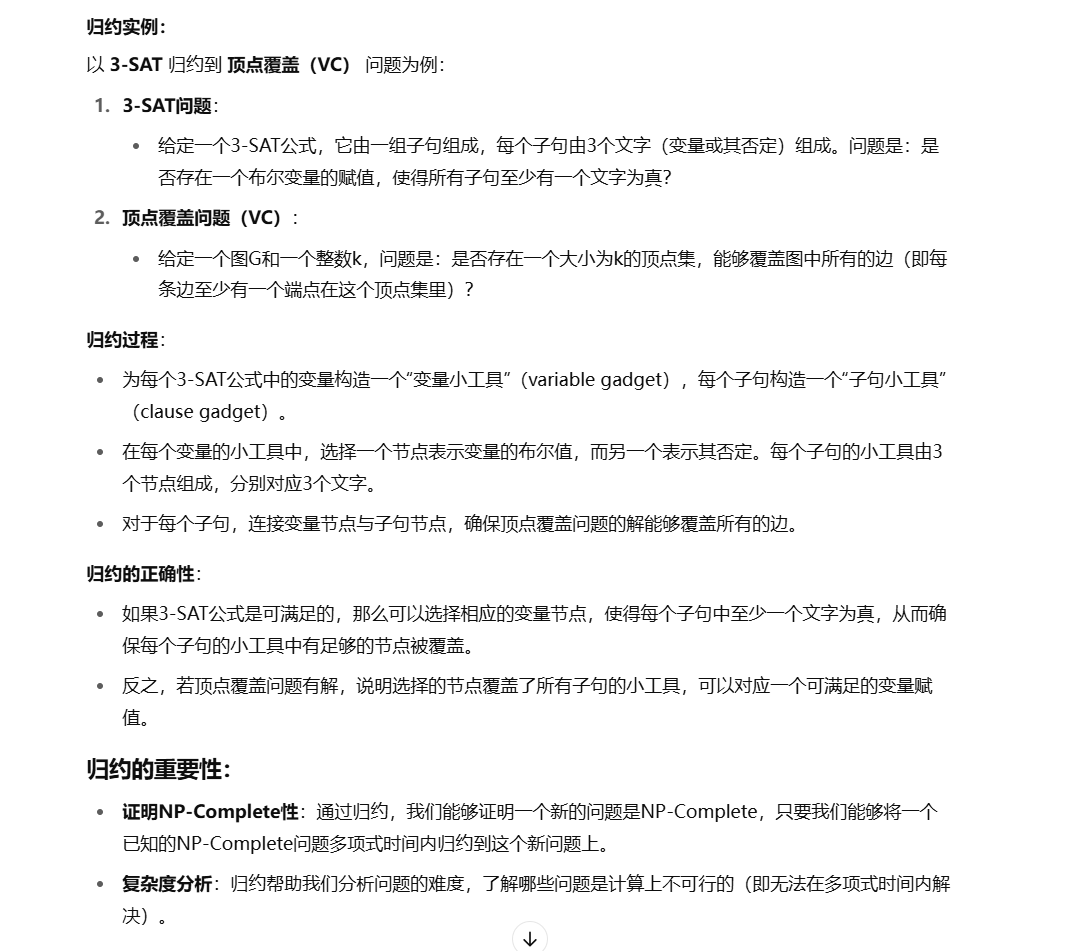 归约实例：
以 3-SAT 归约到 顶点覆盖（VC） 问题为例：
1. 3-SAT问题：
• 给定一个3-SAT公式，它由一组子句组成，每个子句由3个文字（变量或其否定）组成。问题是：是
否存在一个布尔变量的赋值，使得所有子句至少有一个文字为真？
2. 顶点覆盖问题（VC）：
• 给定一个图G和一个整数k，问题是：是否存在一个大小为k的顶点集，能够覆盖图中所有的边（即每
条边至少有一个端点在这个顶点集里）？
归约过程：
• 为每个3-SAT公式中的变量构造一个“变量小工具”（variable gadget），每个子句构造一个“子句小工具”
（clause gadget）。
• 在每个变量的小工具中，选择一个节点表示变量的布尔值，而另一个表示其否定。每个子句的小工具由3
个节点组成，分别对应3个文字。
• 对于每个子句，连接变量节点与子句节点，确保顶点覆盖问题的解能够覆盖所有的边。
归约的正确性：
• 如果3-SAT公式是可满足的，那么可以选择相应的变量节点，使得每个子句中至少一个文字为真，从而确
保每个子句的小工具中有足够的节点被覆盖。
• 反之，若顶点覆盖问题有解，说明选择的节点覆盖了所有子句的小工具，可以对应一个可满足的变量赋
值。
归约的重要性：
• 证明NP-Complete性：通过归约，我们能够证明一个新的问题是NP-Complete，只要我们能够将一个
已知的NP-Complete问题多项式时间内归约到这个新问题上。
• 复杂度分析：归约帮助我们分析问题的难度，了解哪些问题是计算上不可行的（即无法在多项式时间内解
决）。